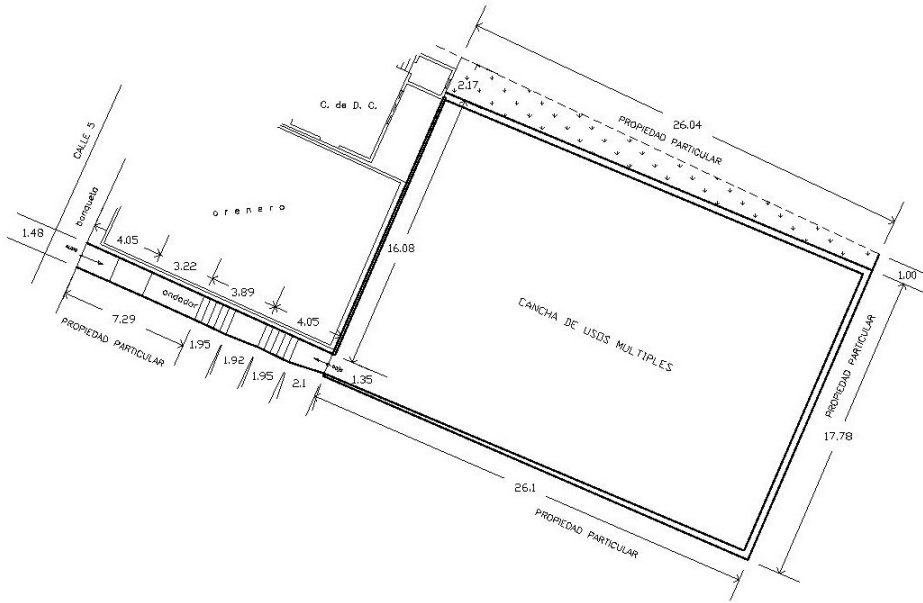 26.04
PROPIEDAD PARTICULAR
2.17
C. de D. C.
CALLE 5
banqueta
arenero
1.48
4.05
3.22
3.89
4.05
andador
7.29
PROPIEDAD PARTICULAR
1.95
1.92
1.95
2.1
1.35
16.08
CANCHA DE USOS MULTIPLES
1.00
PROPIEDAD PARTICULAR
17.78
26.1
PROPIEDAD PARTICULAR